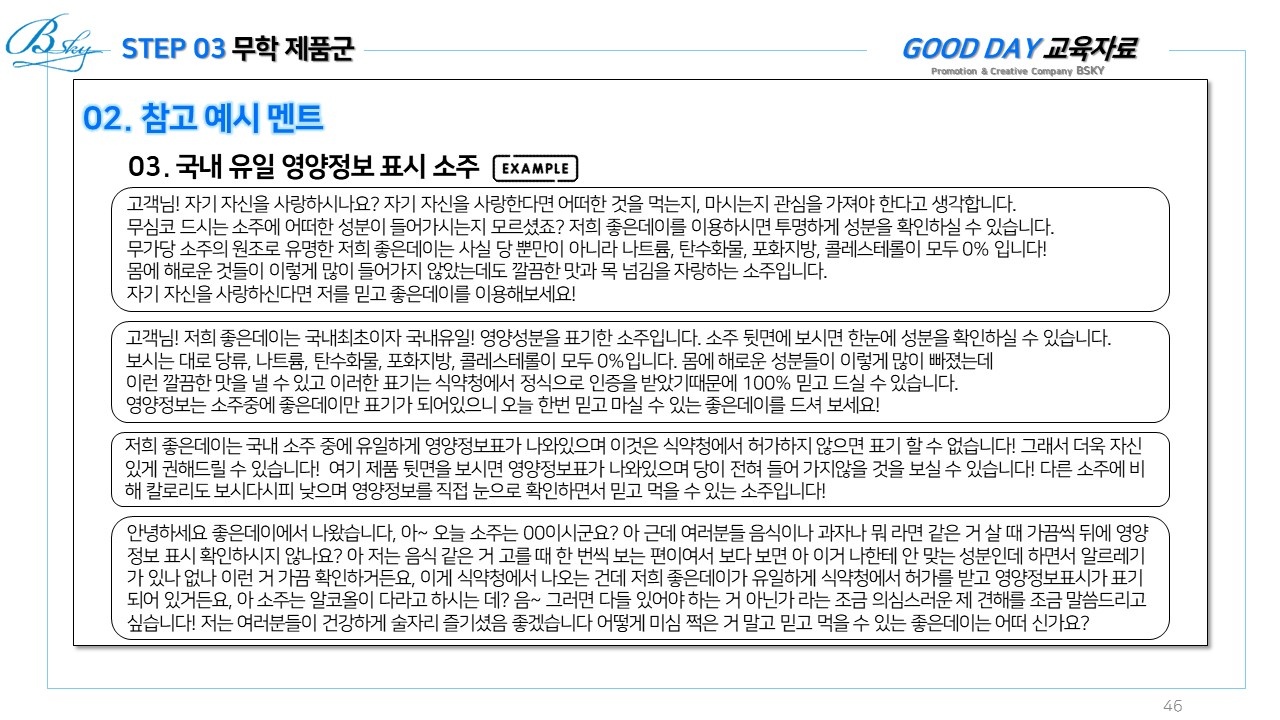 Bsky
STEP 03 무학 제품군
GOOD DAY 교육자료
Promotion & Creative Company BSKY
02. 참고 예시 멘트
03. 국내 유일 영양정보 표시 소주 EXAMPLE
고객님! 자기 자신을 사랑하시나요? 자기 자신을 사랑한다면 어떠한 것을 먹는지, 마시는지 관심을 가져야 한다고 생각합니다.
무심코 드시는 소주에 어떠한 성분이 들어가시는지 모르셨죠? 저희 좋은데이를 이용하시면 투명하게 성분을 확인하실 수 있습니다.
무가당 소주의 원조로 유명한 저희 좋은데이는 사실 당 뿐만이 아니라 나트륨, 탄수화물, 포화지방, 콜레스테롤이 모두 0% 입니다!
몸에 해로운 것들이 이렇게 많이 들어가지 않았는데도 깔끔한 맛과 목 넘김을 자랑하는 소주입니다.
자기 자신을 사랑하신다면 저를 믿고 좋은데이를 이용해보세요!
고객님! 저희 좋은데이는 국내최초이자 국내유일! 영양성분을 표기한 소주입니다. 소주 뒷면에 보시면 한눈에 성분을 확인하실 수 있습니다.
보시는 대로 당류, 나트륨, 탄수화물, 포화지방, 콜레스테롤이 모두 0%입니다. 몸에 해로운 성분들이 이렇게 많이 빠졌는데
이런 깔끔한 맛을 낼 수 있고 이러한 표기는 식약청에서 정식으로 인증을 받았기때문에 100% 믿고 드실 수 있습니다.
영양정보는 소주중에 좋은데이만 표기가 되어있으니 오늘 한번 믿고 마실 수 있는 좋은데이를 드셔 보세요!
저희 좋은데이는 국내 소주 중에 유일하게 영양정보표가 나와있으며 이것은 식약청에서 허가하지 않으면 표기 할 수 없습니다! 그래서 더욱 자신
있게 권해드릴 수 있습니다! 여기 제품 뒷면을 보시면 영양정보표가 나와있으며 당이 전혀 들어 가지않을 것을 보실 수 있습니다! 다른 소주에 비
해 칼로리도 보시다시피 낮으며 영양정보를 직접 눈으로 확인하면서 믿고 먹을 수 있는 소주입니다!
안녕하세요 좋은데이에서 나왔습니다, 아~ 오늘 소주는 00이시군요? 아 근데 여러분들 음식이나 과자나 뭐 라면 같은 거 살 때 가끔씩 뒤에 영양
정보 표시 확인하시지 않나요? 아 저는 음식 같은 거 고를 때 한 번씩 보는 편이여서 보다 보면 아 이거 나한테 안 맞는 성분인데 하면서 알르레기
가 있나 없나 이런 거 가끔 확인하거든요, 이게 식약청에서 나오는 건데 저희 좋은데이가 유일하게 식약청에서 허가를 받고 영양정보표시가 표기
되어 있거든요, 아 소주는 알코올이 다라고 하시는 데? 음~ 그러면 다들 있어야 하는 거 아닌가 라는 조금 의심스러운 제 견해를 조금 말씀드리고
싶습니다! 저는 여러분들이 건강하게 술자리 즐기셨음 좋겠습니다 어떻게 미심 쩍은 거 말고 믿고 먹을 수 있는 좋은데이는 어떠 신가요?
46